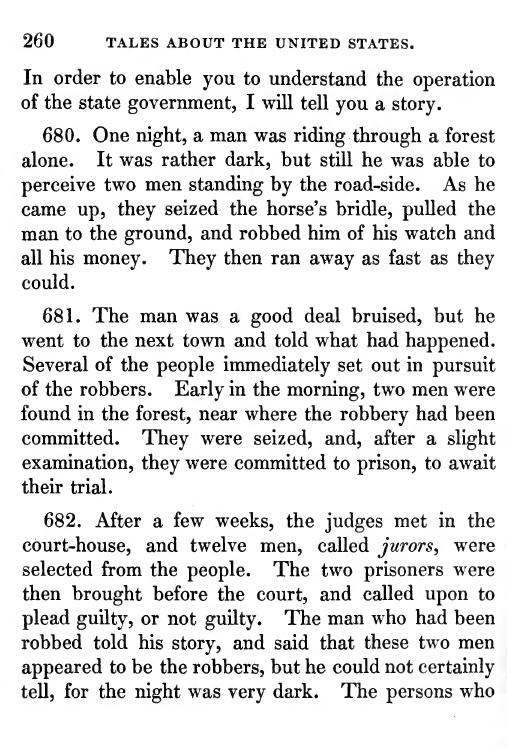 260 TALES ABOUT THE UNITED STATES.
In order to enable you to understand the operation
of the state government, I will tell you a story.
680. One night, a man was riding through a forest
alone. It was rather dark, but still he was able to
perceive two men standing by the road-side. As he
came up, they seized the horse's bridle, pulled the
man to the ground, and robbed him of his watch and
all his money. They then ran away as fast as they
could.
681. The man was a good deal bruised, but he
went to the next town and told what had happened.
Several of the people immediately set out in pursuit
of the robbers. Early in the morning, two men were
found in the forest, near where the robbery had been
committed. They were seized, and, after a slight
examination, they were committed to prison, to await
their trial.
682. After a few weeks, the judges met in the
court-house, and twelve men, called jurors, were
selected from the people. The two prisoners were
then brought before the court, and called upon to
plead guilty, or not guilty. The man who had been
robbed told his story, and said that these two men
appeared to be the robbers, but he could not certainly
tell, for the night was very dark. The persons who